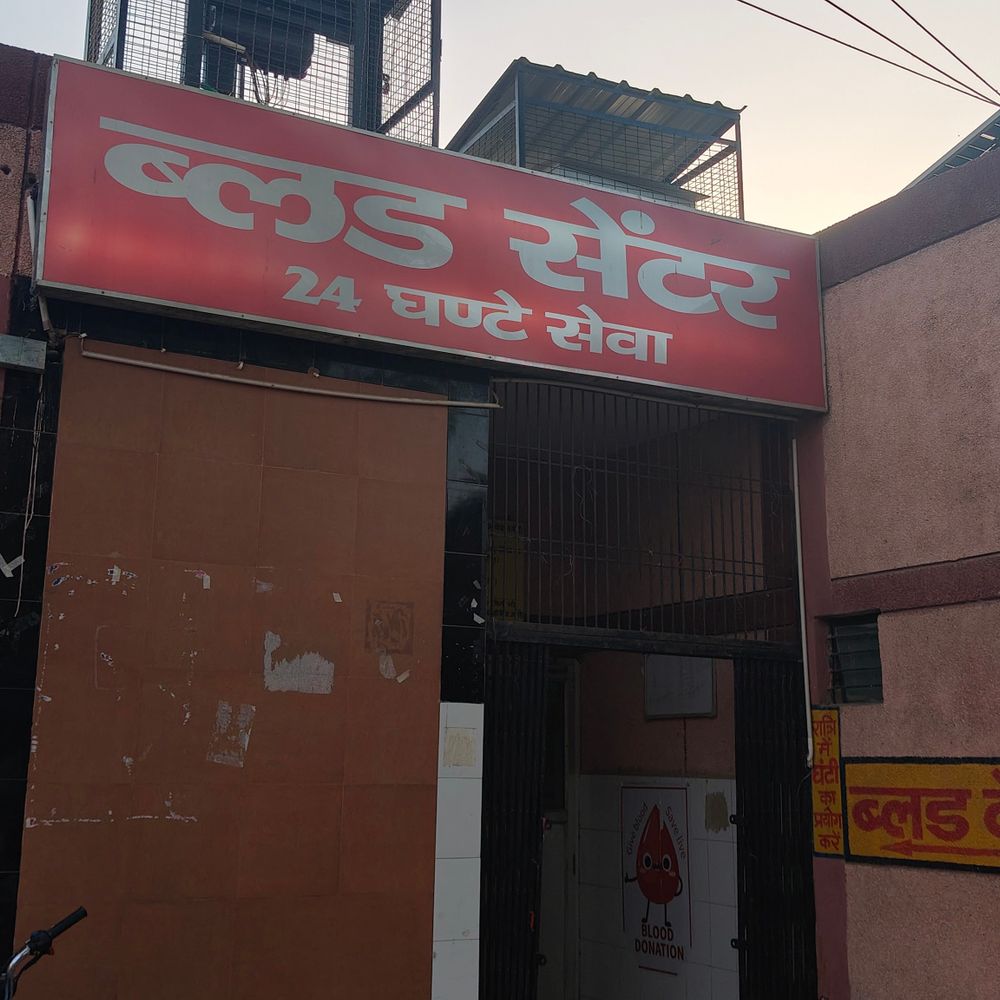 ब्लड सेंटर
24 घण्टे सेवा
रात्रि
में
घंटी
का
प्रयोग
करें
ब्लड
Give blood
Save live
BLOOD
DONATION